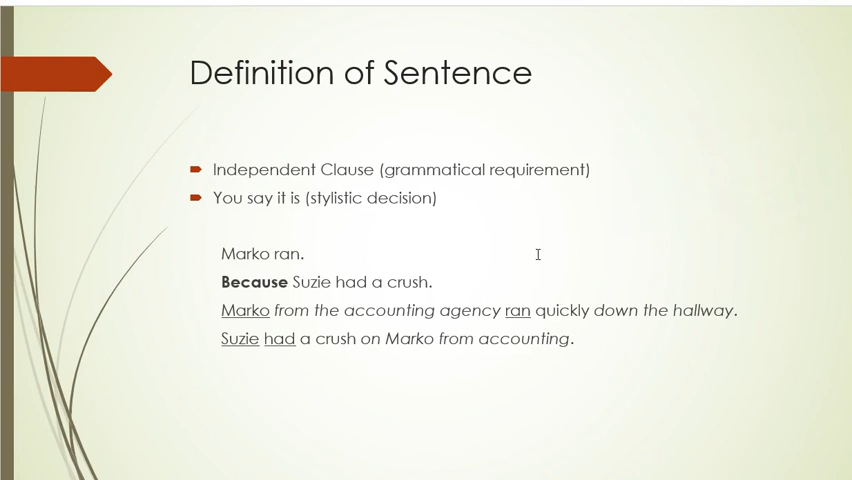 Definition of Sentence
Independent Clause (grammatical requirement)
You say it is (stylistic decision)
Marko ran.
Because Suzie had a crush.
Marko from the accounting agency ran quickly down the hallway.
Suzie had a crush on Marko from accounting.